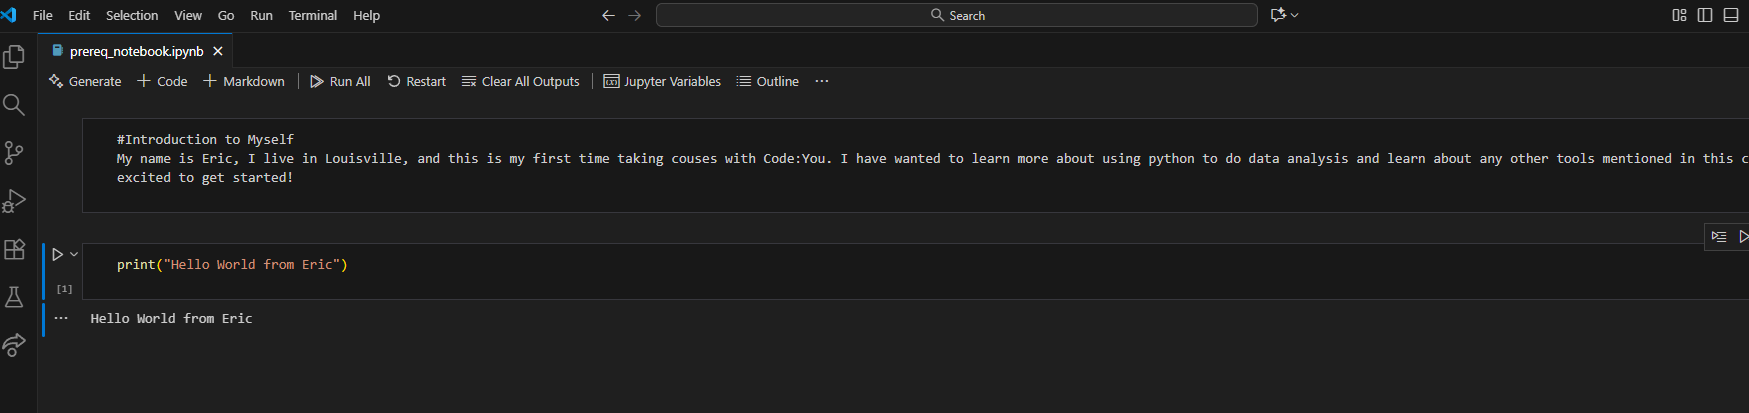 File Edit Selection View Go Run Terminal Help Search
prereq_notebook.ipynb
Generate + Code + Markdown Run All Restart Clear All Outputs Jupyter Variables Outline ...
#Introduction to Myself
My name is Eric, I live in Louisville, and this is my first time taking couses with Code:You. I have wanted to learn more about using python to do data analysis and learn about any other tools mentioned in this c
excited to get started!
print("Hello World from Eric")
[1]
... Hello World from Eric